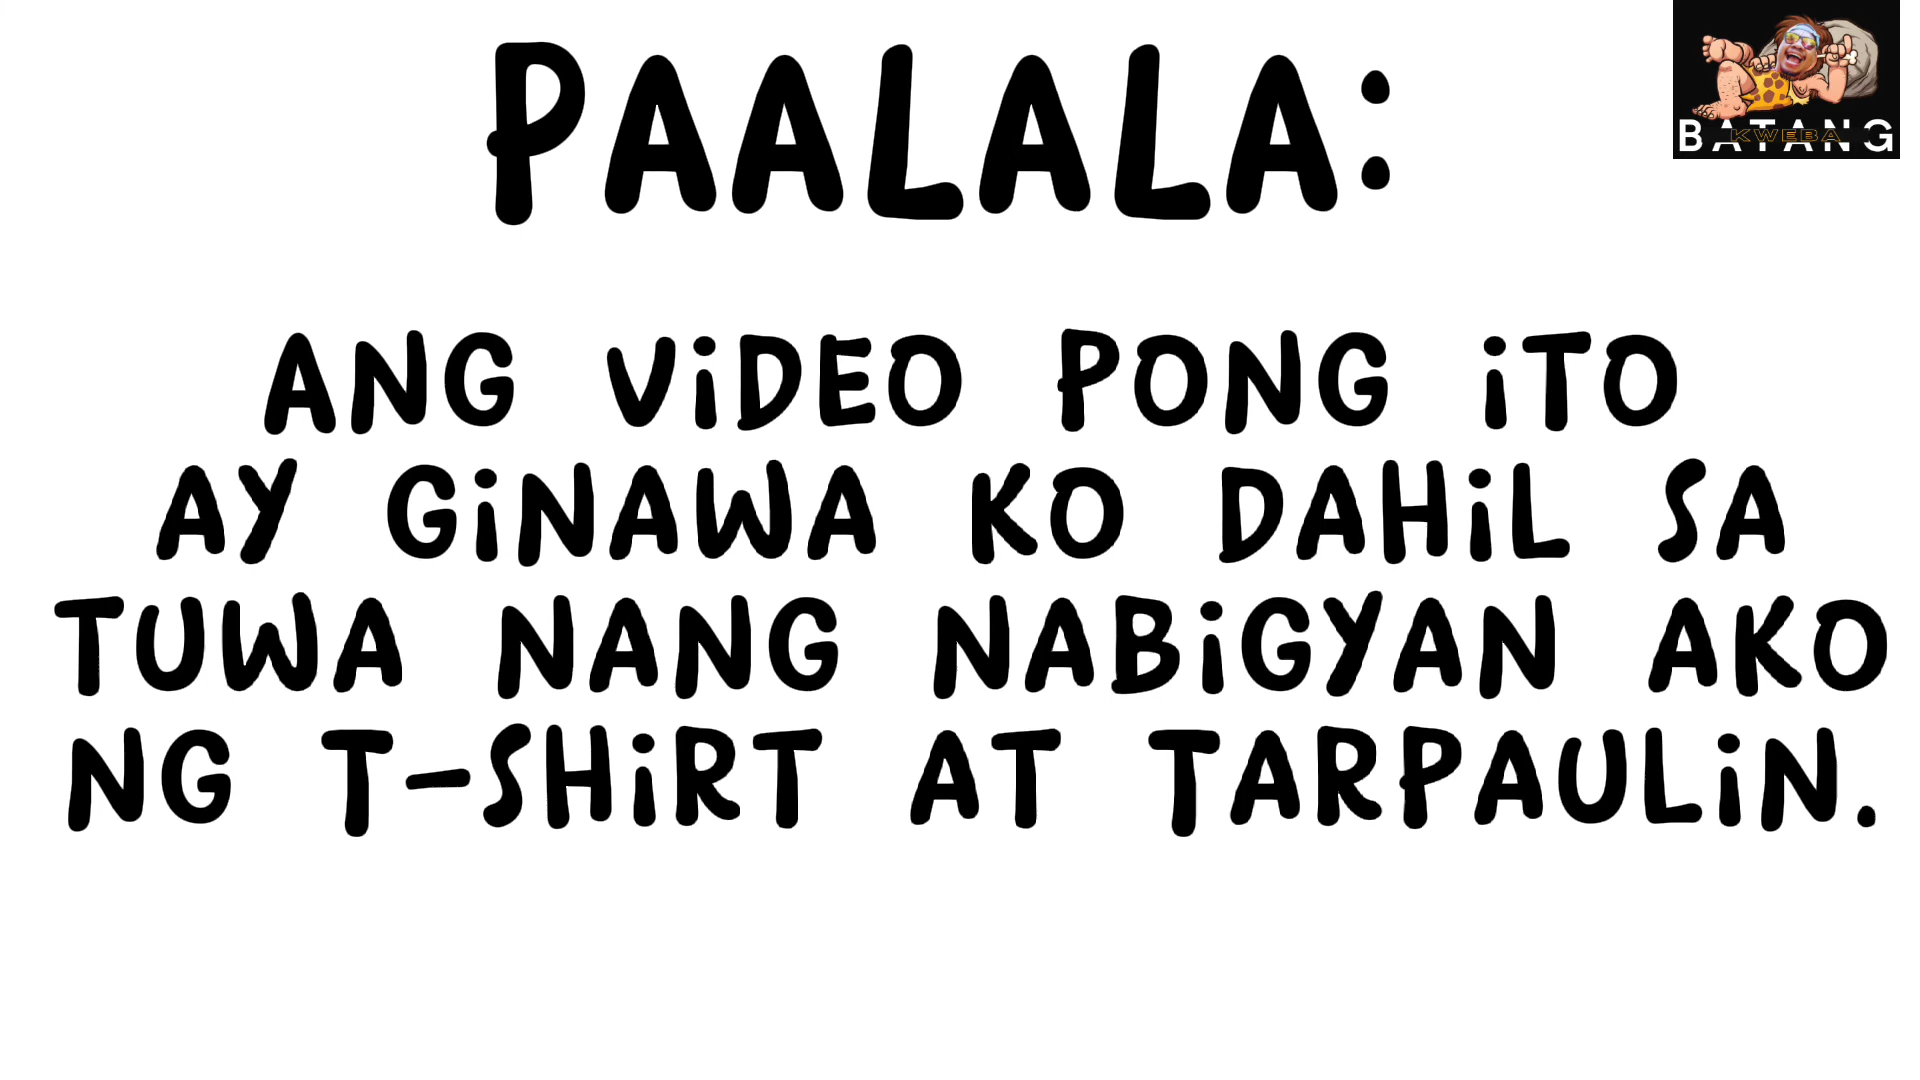 PAALALA:
BATANG
KWEBA
ANG VIDEO PONG ITO
AY GINAWA KO DAHIL SA
TUWA NANG NABIGYAN AKO
NG T-SHIRT AT TARPAULIN.